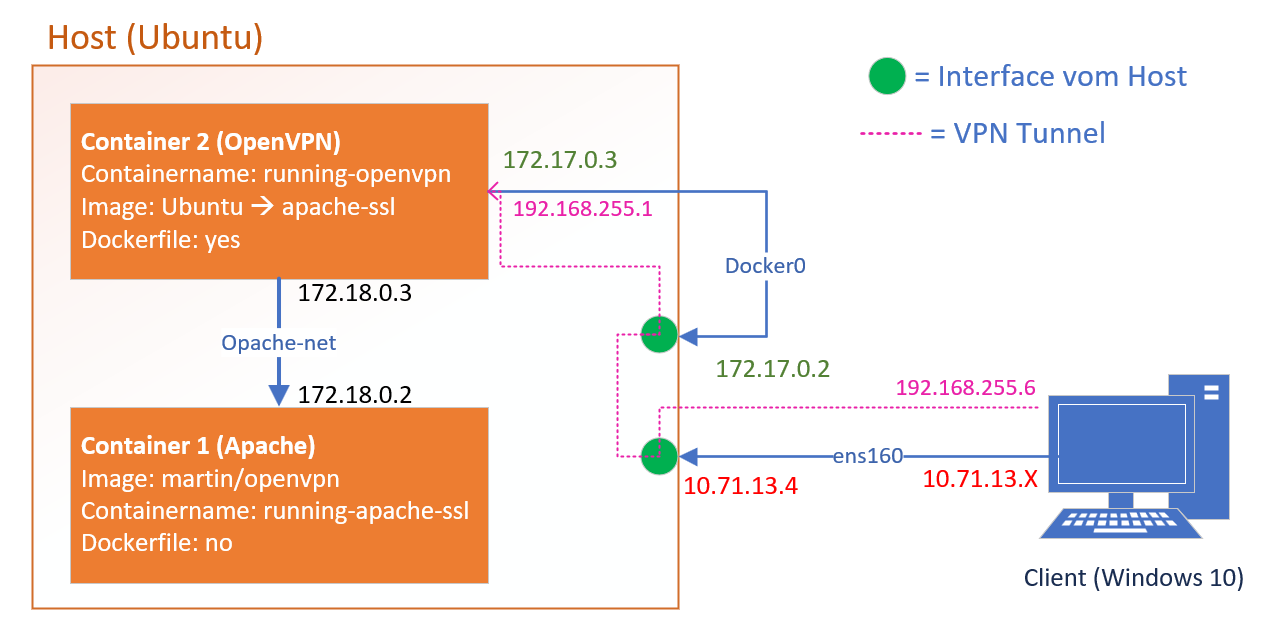 Host (Ubuntu)
= Interface vom Host
= VPN Tunnel
Container 2 (OpenVPN)
Containername: running-openvpn
Image: Ubuntu → apache-ssl
Dockerfile: yes
172.17.0.3
192.168.255.1
Docker0
172.18.0.3
Opache-net
172.18.0.2
172.17.0.2
192.168.255.6
Container 1 (Apache)
Image: martin/openvpn
Containername: running-apache-ssl
Dockerfile: no
ens160
10.71.13.4
10.71.13.X
Client (Windows 10)